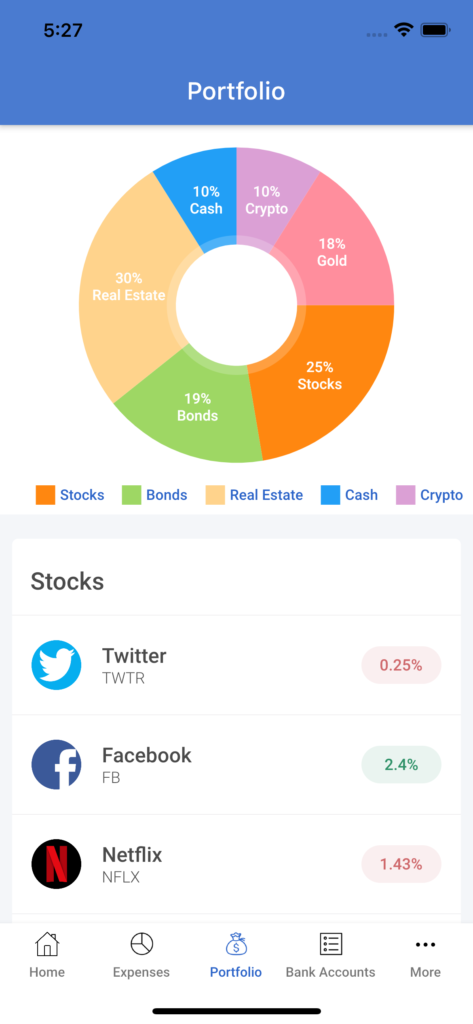 5:27
Portfolio
10%
Cash
10%
Crypto
18%
Gold
30%
Real Estate
25%
Stocks
19%
Bonds
Stocks Bonds Real Estate Cash Crypto
Stocks
Twitter
TWTR
0.25%
Facebook
FB
2.4%
Netflix
NFLX
1.43%
Home Expenses Portfolio Bank Accounts More